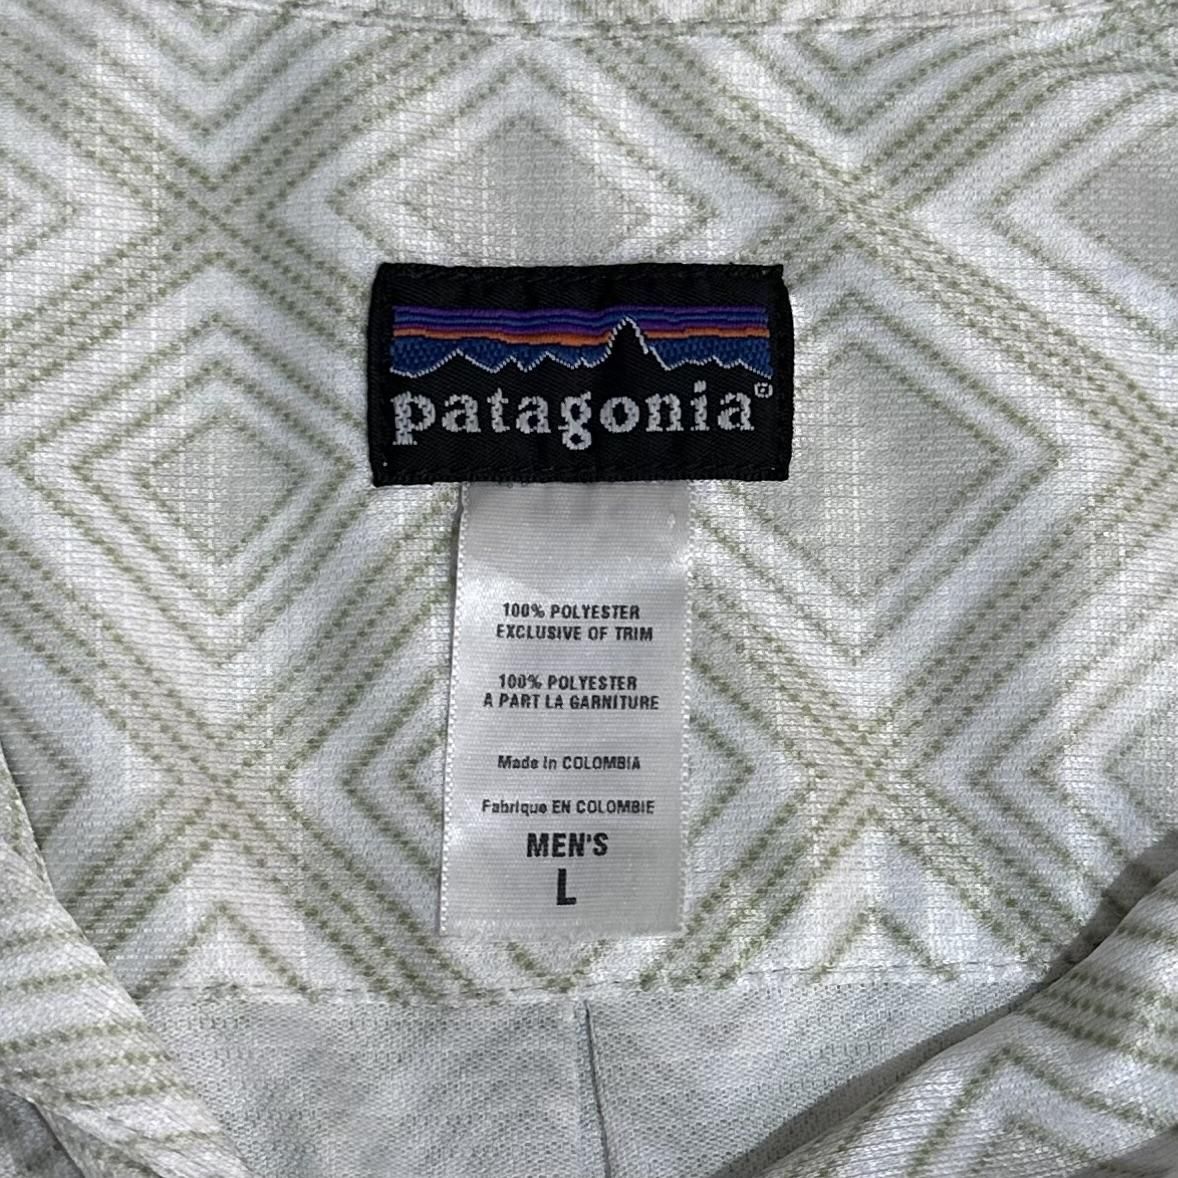 patagonia®
100% POLYESTER
EXCLUSIVE OF TRIM
100% POLYESTER
A PART LA GARNITURE
Made In COLOMBIA
Fabrique EN COLOMBIE
MEN'S
L